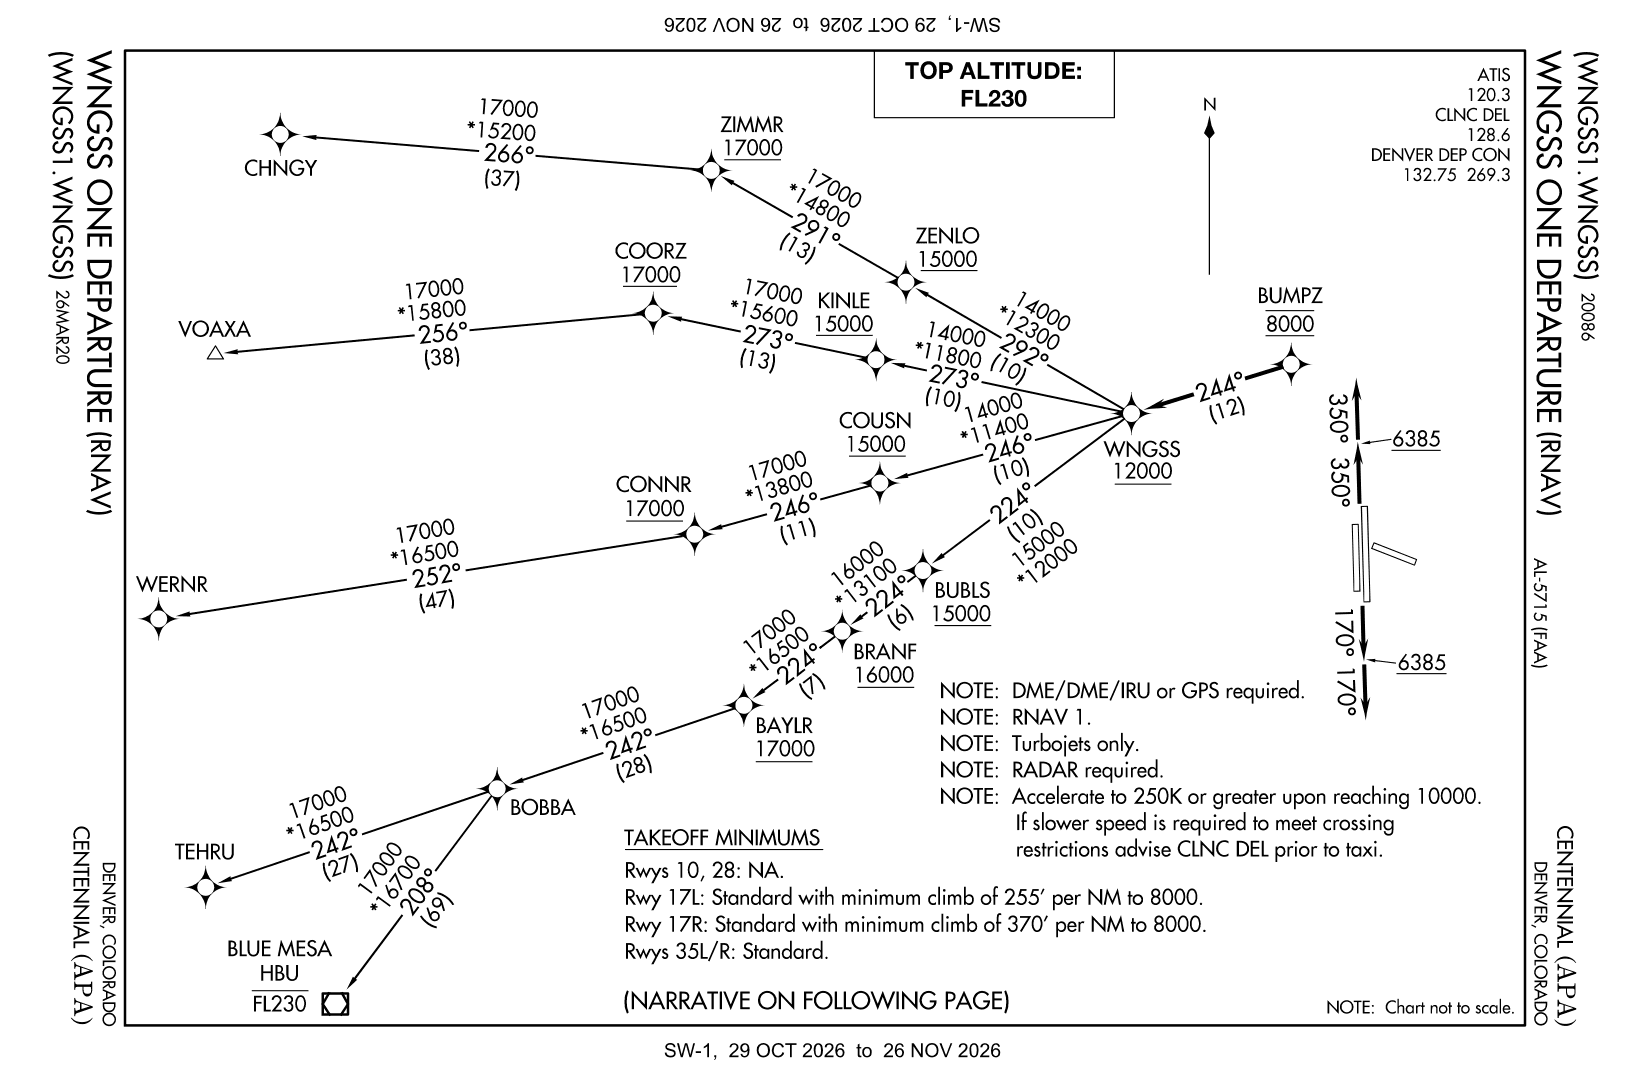 SW-1, 29 OCT 2026 to 26 NOV 2026
(WNGSS1.WNGSS) 26MAR20
WNGSS ONE DEPARTURE (RNAV)
CENTENNIAL (APA)
DENVER, COLORADO
TOP ALTITUDE:
FL230
ATIS
120.3
CLNC DEL
128.6
DENVER DEP CON
132.75 269.3
N
CHNGY
17000
*15200
266°
(37)
ZIMMR
17000
17000
*14800
291°
(13)
ZENLO
15000
14000
*12300
292°
(10)
VOAXA
17000
*15800
256°
(38)
COORZ
17000
17000
*15600
273°
(13)
KINLE
15000
14000
*11800
273°
(10)
BUMPZ
8000
244°
(12)
WNGSS
12000
WERNR
17000
*16500
252°
(47)
CONNR
17000
17000
*13800
246°
(11)
COUSN
15000
14000
*11400
246°
(10)
224°
(10)
15000
*12000
BUBLS
15000
16000
*13100
224°
(6)
BRANF
16000
17000
*16500
224°
(7)
BAYLR
17000
17000
*16500
242°
(28)
BOBBA
17000
*16500
242°
(27)
TEHRU
17000
*16700
208°
(69)
BLUE MESA
HBU
FL230
350°
6385
350°
170°
6385
170°
NOTE: DME/DME/IRU or GPS required.
NOTE: RNAV 1.
NOTE: Turbojets only.
NOTE: RADAR required.
NOTE: Accelerate to 250K or greater upon reaching 10000.
If slower speed is required to meet crossing
restrictions advise CLNC DEL prior to taxi.
TAKEOFF MINIMUMS
Rwys 10, 28: NA.
Rwy 17L: Standard with minimum climb of 255' per NM to 8000.
Rwy 17R: Standard with minimum climb of 370' per NM to 8000.
Rwys 35L/R: Standard.
(NARRATIVE ON FOLLOWING PAGE)
NOTE: Chart not to scale.
(WNGSS1.WNGSS) 20086
WNGSS ONE DEPARTURE (RNAV)
AL-5715 (FAA)
CENTENNIAL (APA)
DENVER, COLORADO
SW-1, 29 OCT 2026 to 26 NOV 2026